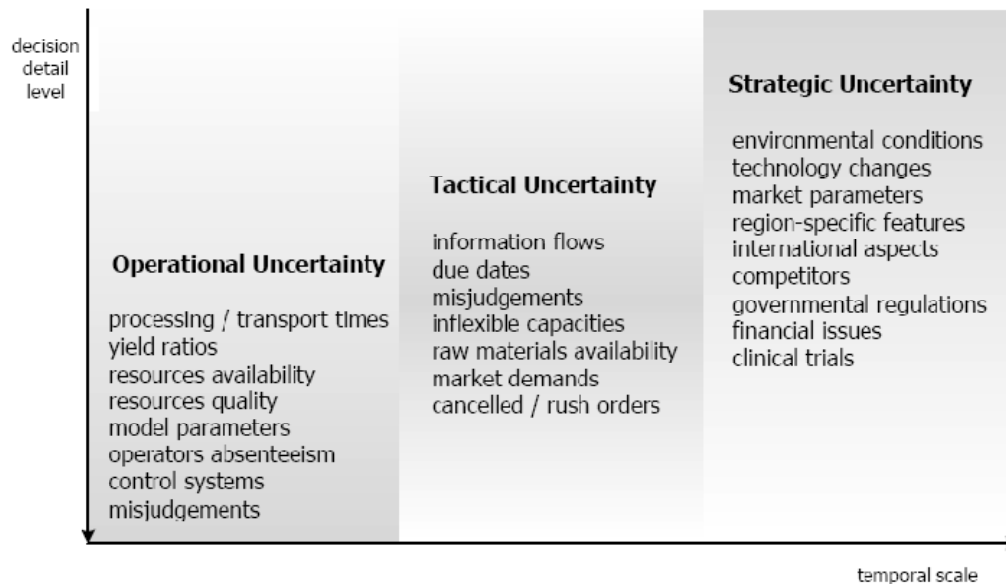 decision
detail
level
Strategic Uncertainty
environmental conditions
technology changes
market parameters
region-specific features
international aspects
competitors
governmental regulations
financial issues
clinical trials
Tactical Uncertainty
information flows
due dates
misjudgements
inflexible capacities
raw materials availability
market demands
cancelled / rush orders
Operational Uncertainty
processing / transport times
yield ratios
resources availability
resources quality
model parameters
operators absenteeism
control systems
misjudgements
temporal scale